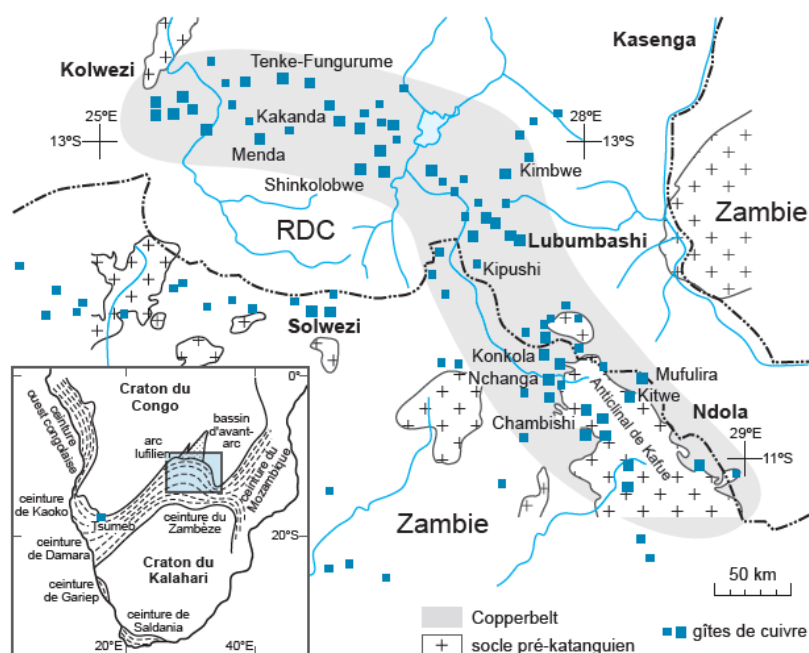 Kasenga
Kolwezi
Tenke-Fungurume
25°E
13°S
Kakanda
28°E
13°S
Menda
Kimbwe
Shinkolobwe
RDC
Zambie
Lubumbashi
Kipushi
Solwezi
Konkola
Nchanga
Mufulira
Kitwe
Chambishi
Anticlinal de Kafue
Ndola
29°E
11°S
Zambie
50 km
Copperbelt
socle pré-katanguien
gîtes de cuivre
0°
Craton du
Congo
ceinture
ouest congolaise
arc
lufilien
bassin
d'avant-
arc
ceinture du
Mozambique
ceinture
de Kaoko
Tsumeb
ceinture du
Zambèze
20°S
ceinture
de Damara
Craton du
Kalahari
ceinture
de Gariep
ceinture de
Saldania
20°E
40°E